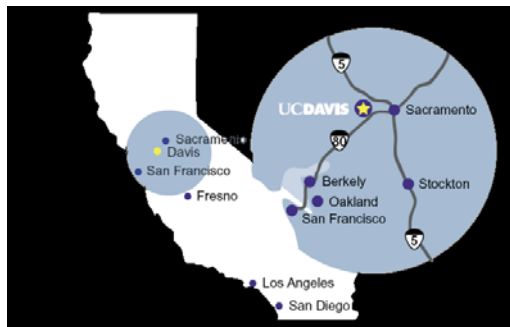 Sacramento
Davis
San Francisco
Fresno
Los Angeles
San Diego
5
UCDAVIS
Sacramento
80
Berkely
Oakland
San Francisco
Stockton
5